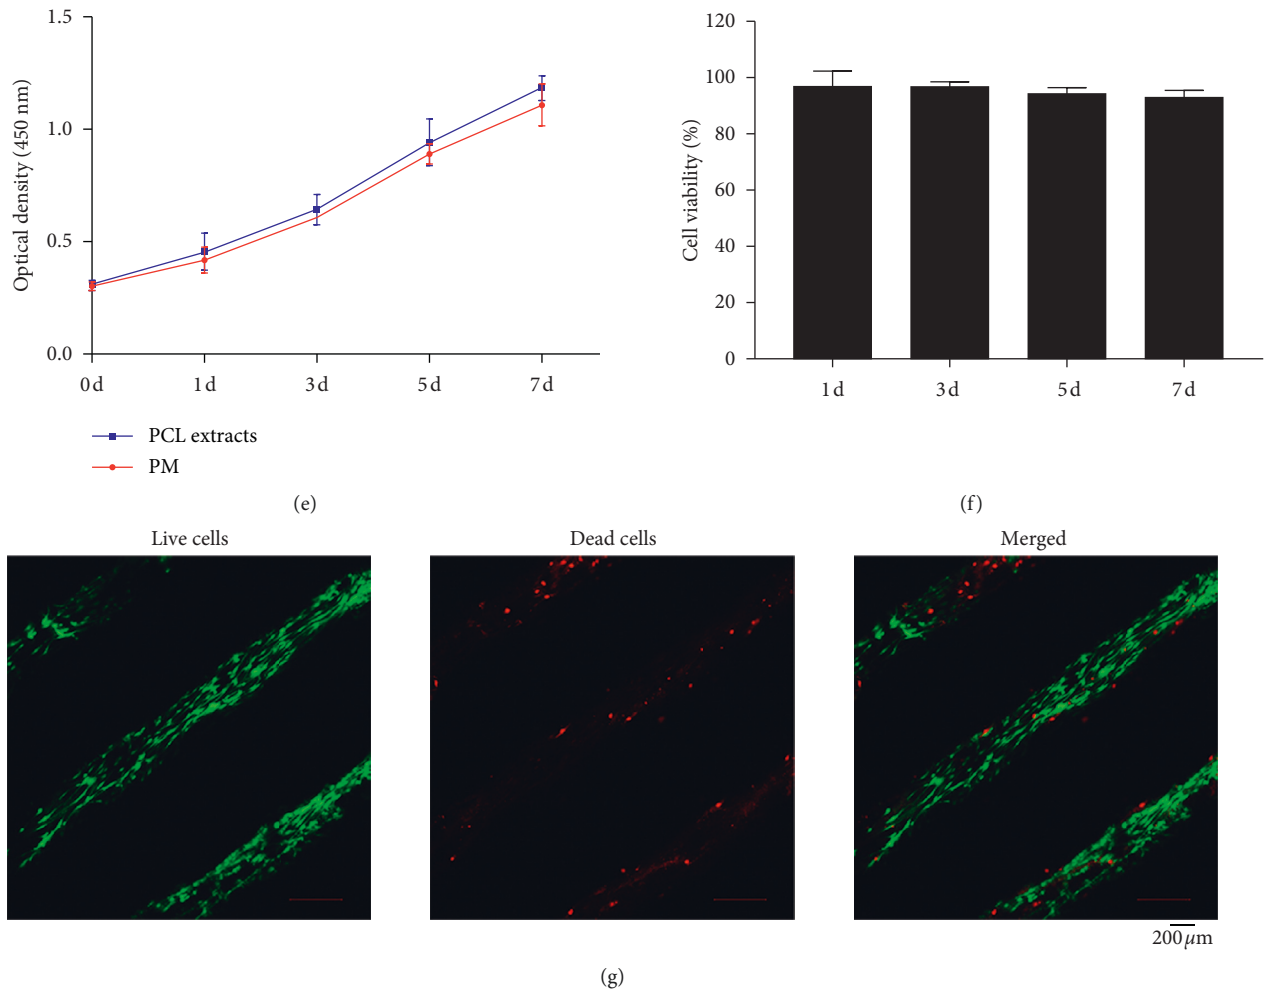 1.5
1.0
0.5
0.0
Optical density (450 nm)
0 d
1 d
3 d
5 d
7 d
PCL extracts
PM
(e)
120
100
80
60
40
20
0
Cell viability (%)
1 d
3 d
5 d
7 d
(f)
Live cells
Dead cells
Merged
200 μm
(g)